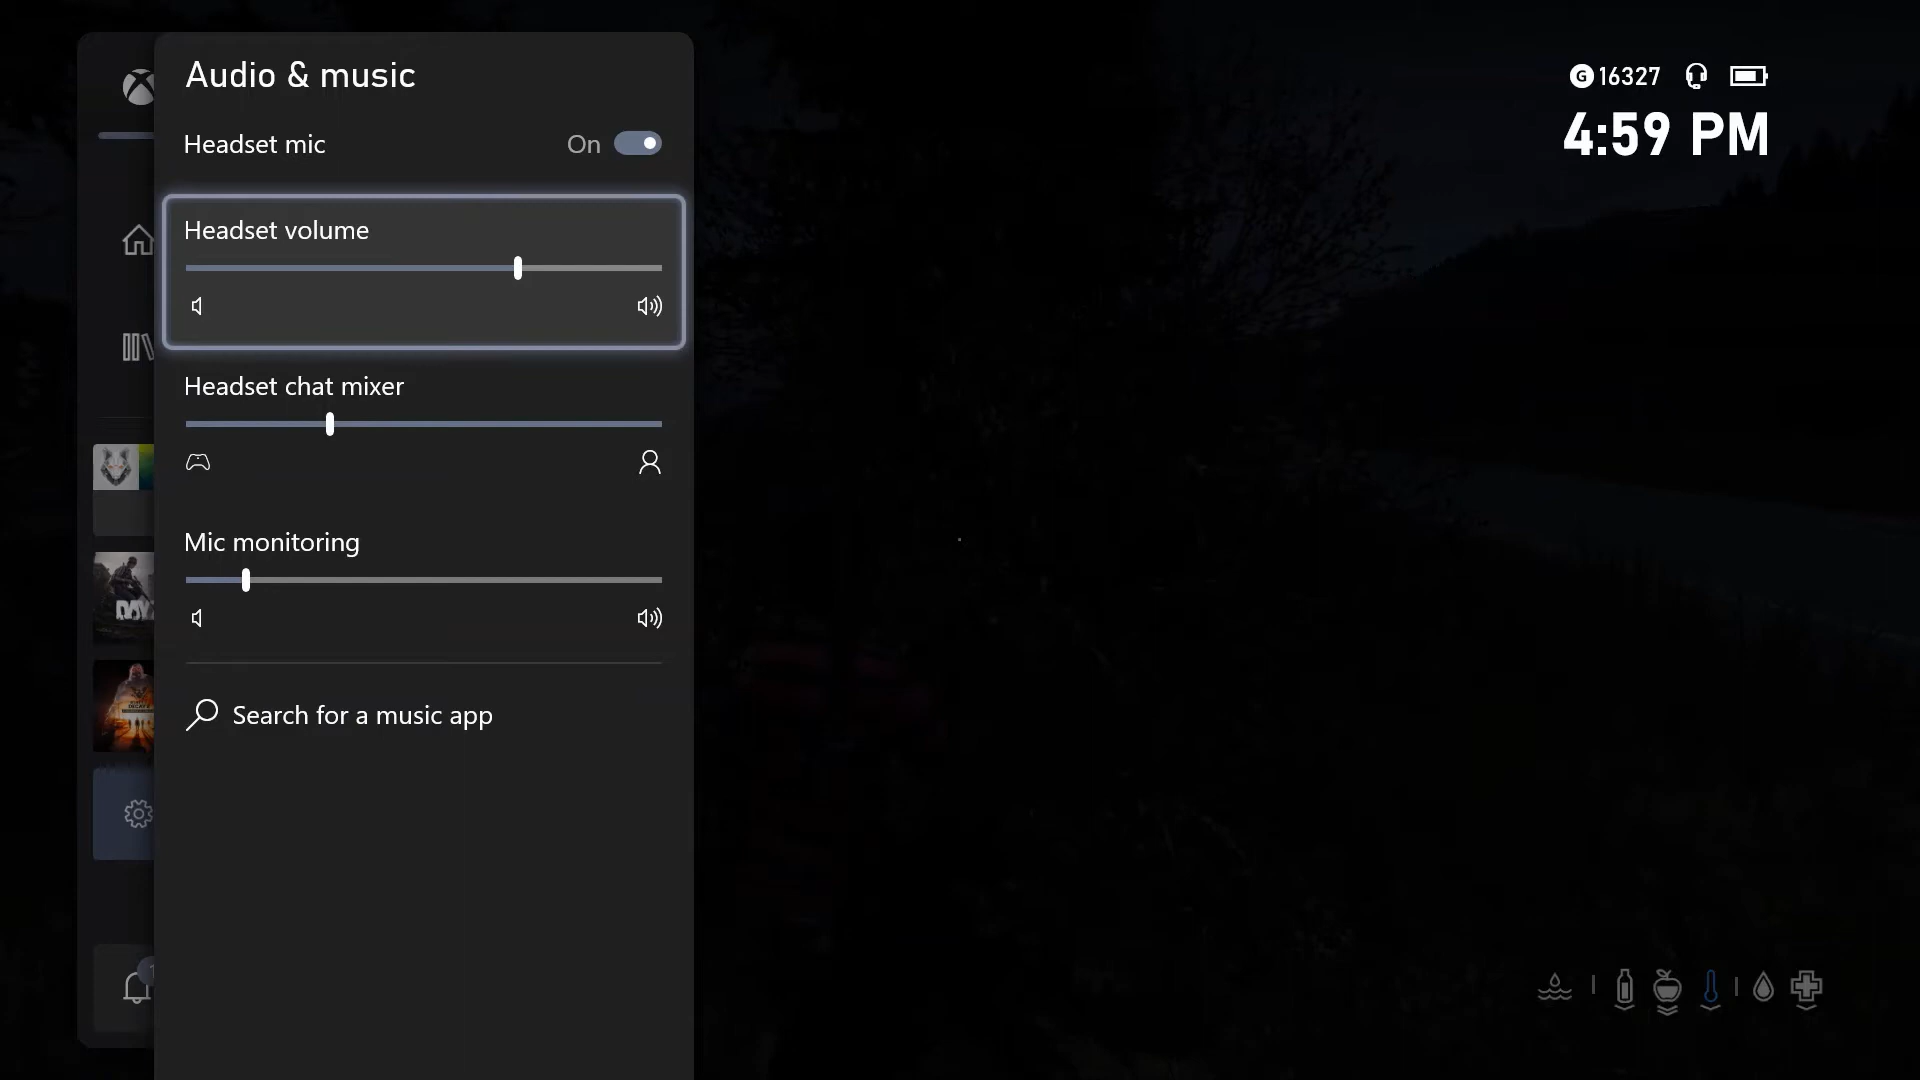 Audio & music
G 16327
4:59 PM
Headset mic
On
Headset volume
Headset chat mixer
Mic monitoring
DAYZ
Search for a music app